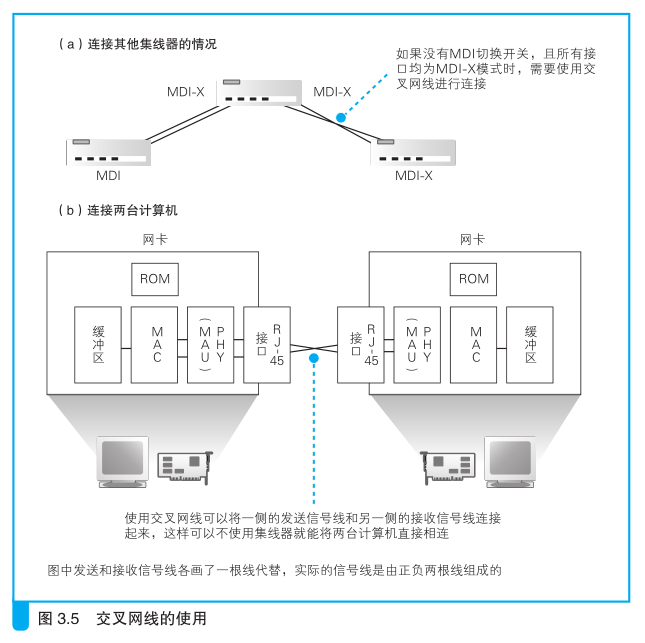 （a）连接其他集线器的情况
如果没有MDI切换开关，且所有接
口均为MDI-X模式时，需要使用交
叉网线进行连接
MDI-X
MDI-X
MDI
MDI-X
（b）连接两台计算机
网卡
网卡
ROM
ROM
缓冲区
MAC
PHY（MAU）
RJ-45接口
RJ-45接口
PHY（MAU）
MAC
缓冲区
使用交叉网线可以将一侧的发送信号线和另一侧的接收信号线连接
起来，这样可以不使用集线器就能将两台计算机直接相连
图中发送和接收信号线各画了一根线代替，实际的信号线是由正负两根线组成的
图 3.5 交叉网线的使用